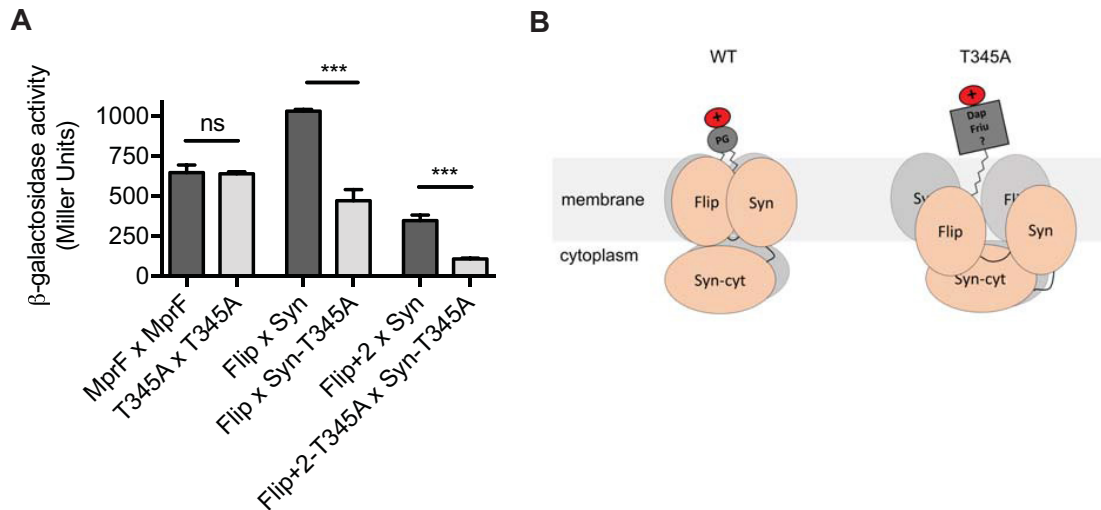 A
β-galactosidase activity
(Miller Units)
1000
750
500
250
0
ns
***
***
MprF x MprF
T345A x T345A
Flip x Syn
Flip x Syn-T345A
Flip+2 x Syn
Flip+2-T345A x Syn-T345A
B
WT
T345A
+
PG
Flip
Syn
Syn-cyt
membrane
cytoplasm
+
Dap
Friu
?
Sy
Fli
Flip
Syn
Syn-cyt